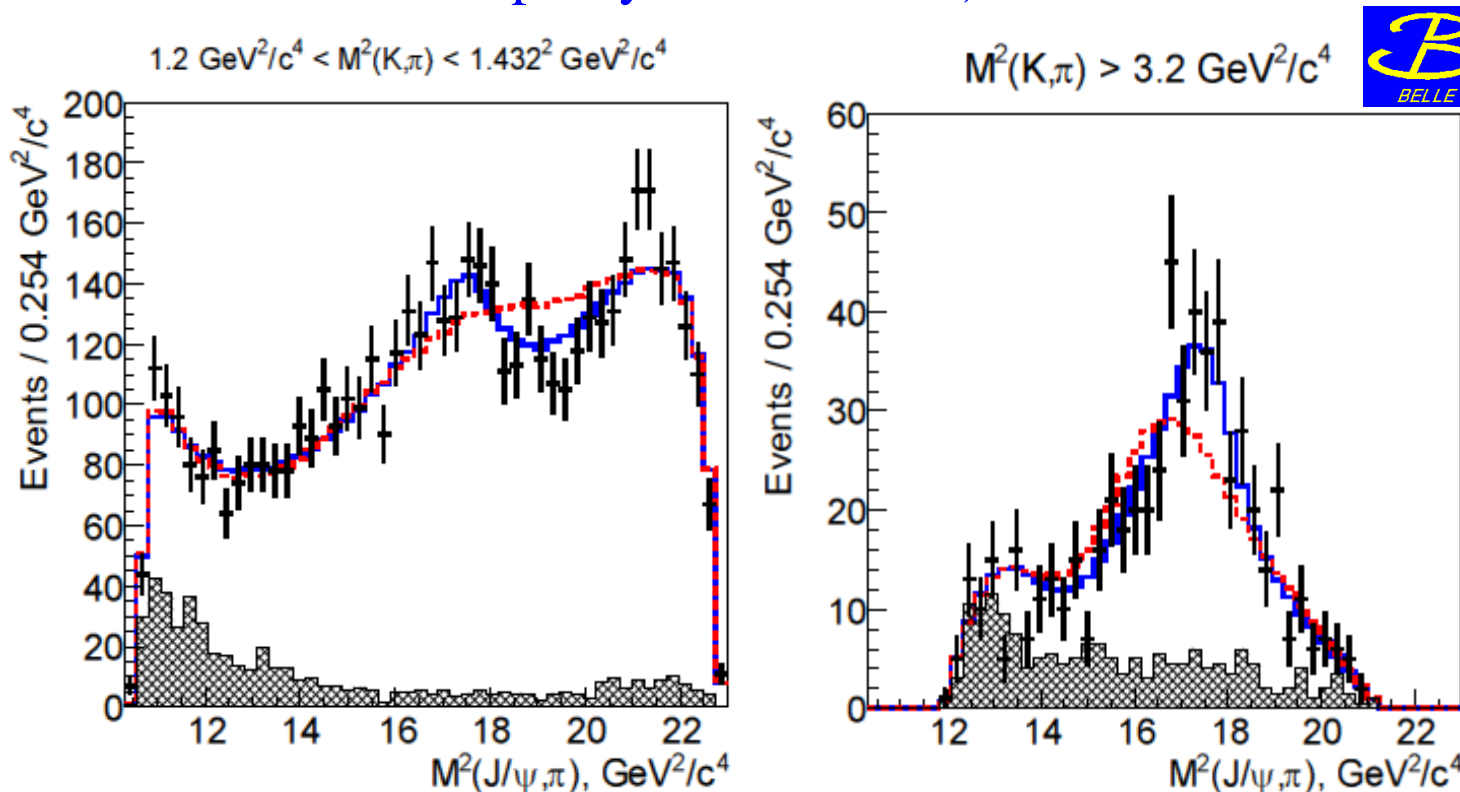 1.2 GeV²/c⁴ < M²(K,π) < 1.432² GeV²/c⁴
Events / 0.254 GeV²/c⁴
200
180
160
140
120
100
80
60
40
20
0
12 14 16 18 20 22
M²(J/ψ,π), GeV²/c⁴
M²(K,π) > 3.2 GeV²/c⁴
B
BELLE
Events / 0.254 GeV²/c⁴
60
50
40
30
20
10
0
12 14 16 18 20 22
M²(J/ψ,π), GeV²/c⁴